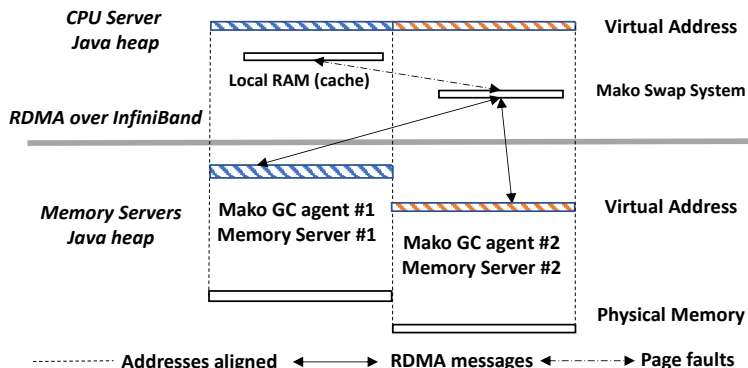 CPU Server
Java heap
Virtual Address
Local RAM (cache)
Mako Swap System
RDMA over InfiniBand
Memory Servers
Java heap
Mako GC agent #1
Memory Server #1
Virtual Address
Mako GC agent #2
Memory Server #2
Physical Memory
Addresses aligned
RDMA messages
Page faults